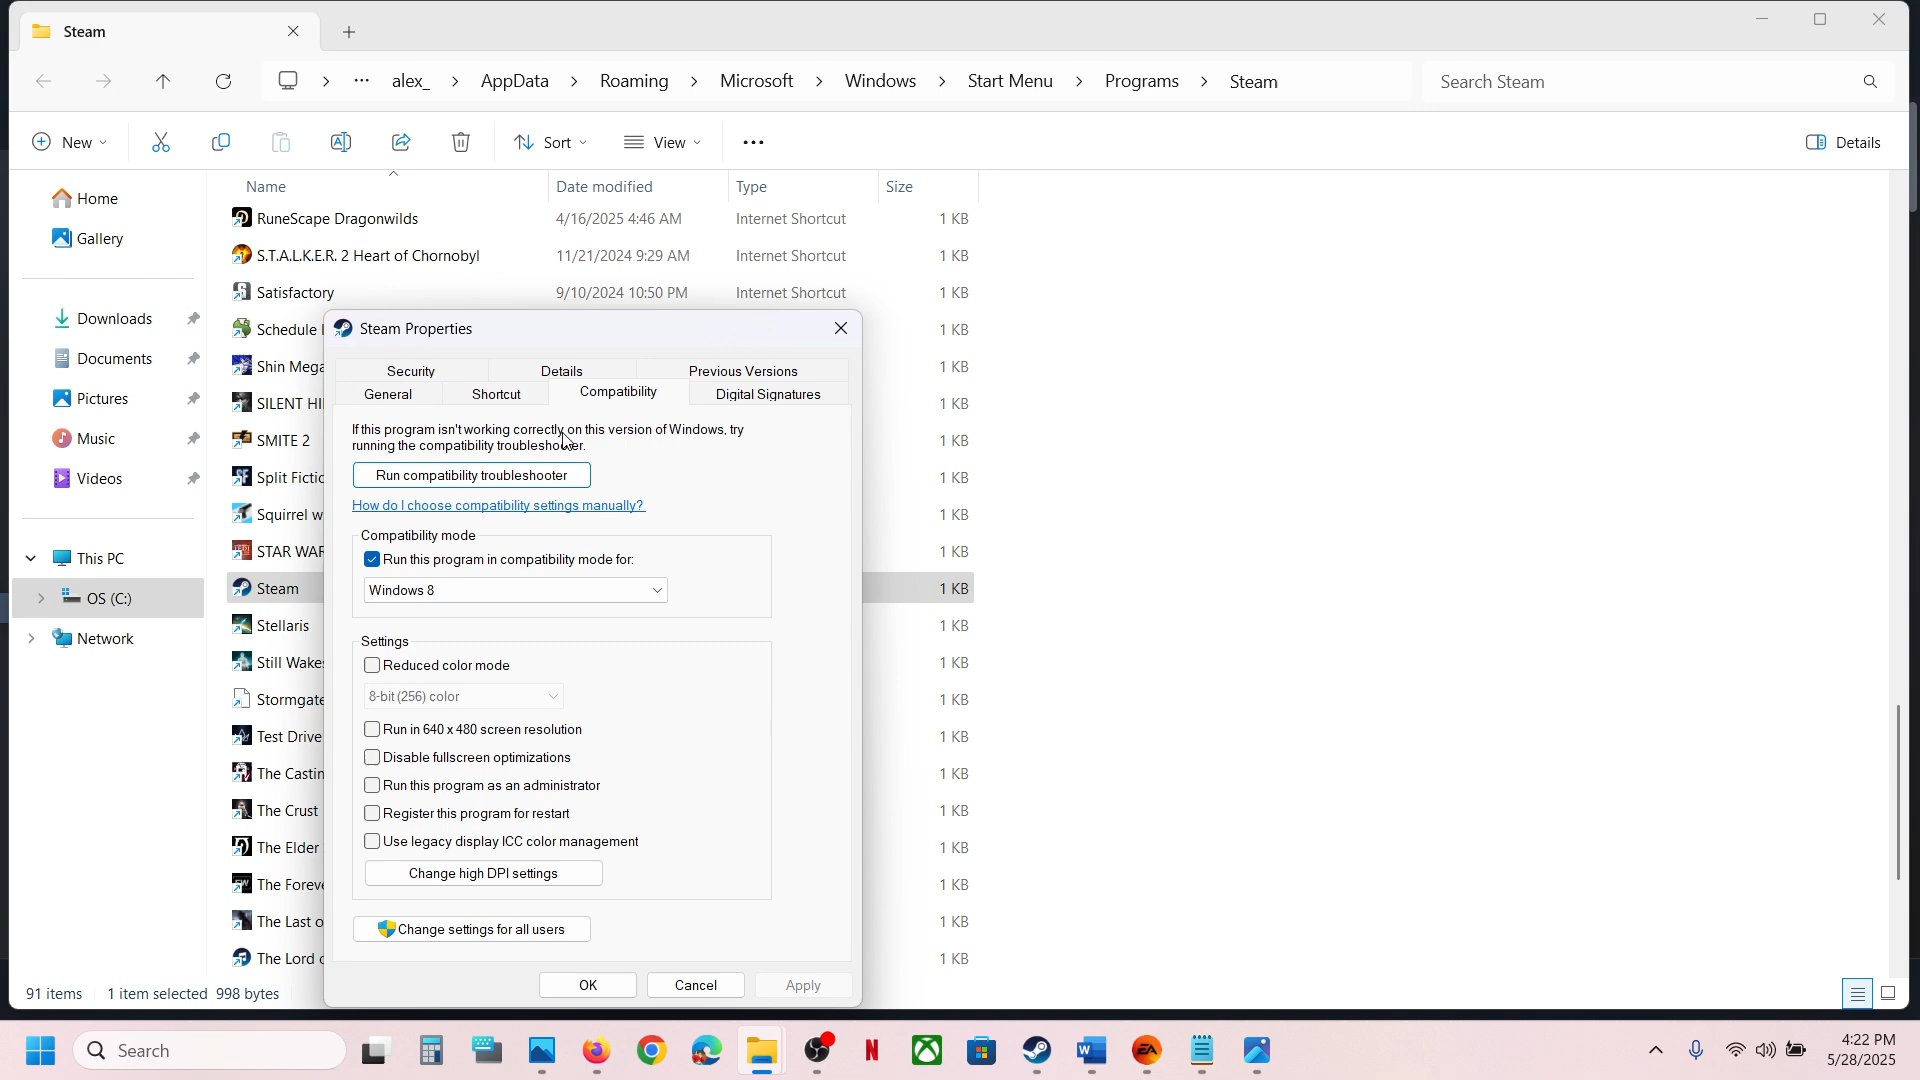 Steam
alex_ > AppData > Roaming > Microsoft > Windows > Start Menu > Programs > Steam
Search Steam
New
Sort
View
Details
Home
Gallery
Downloads
Documents
Pictures
Music
Videos
This PC
OS (C:)
Network
Name Date modified Type Size
RuneScape Dragonwilds 4/16/2025 4:46 AM Internet Shortcut 1 KB
S.T.A.L.K.E.R. 2 Heart of Chornobyl 11/21/2024 9:29 AM Internet Shortcut 1 KB
Satisfactory 9/10/2024 10:50 PM Internet Shortcut 1 KB
Schedule 1 KB
Shin Mega 1 KB
SILENT HI 1 KB
SMITE 2 1 KB
Split Fictic 1 KB
Squirrel w 1 KB
STAR WAR 1 KB
Steam 1 KB
Stellaris 1 KB
Still Wakes 1 KB
Stormgate 1 KB
Test Drive 1 KB
The Castin 1 KB
The Crust 1 KB
The Elder 1 KB
The Foreve 1 KB
The Last o 1 KB
The Lord o 1 KB
Steam Properties
Security Details Previous Versions
General Shortcut Compatibility Digital Signatures
If this program isn't working correctly on this version of Windows, try
running the compatibility troubleshooter.
Run compatibility troubleshooter
How do I choose compatibility settings manually?
Compatibility mode
Run this program in compatibility mode for:
Windows 8
Settings
Reduced color mode
8-bit (256) color
Run in 640 x 480 screen resolution
Disable fullscreen optimizations
Run this program as an administrator
Register this program for restart
Use legacy display ICC color management
Change high DPI settings
Change settings for all users
OK Cancel Apply
91 items 1 item selected 998 bytes
Search
4:22 PM
5/28/2025